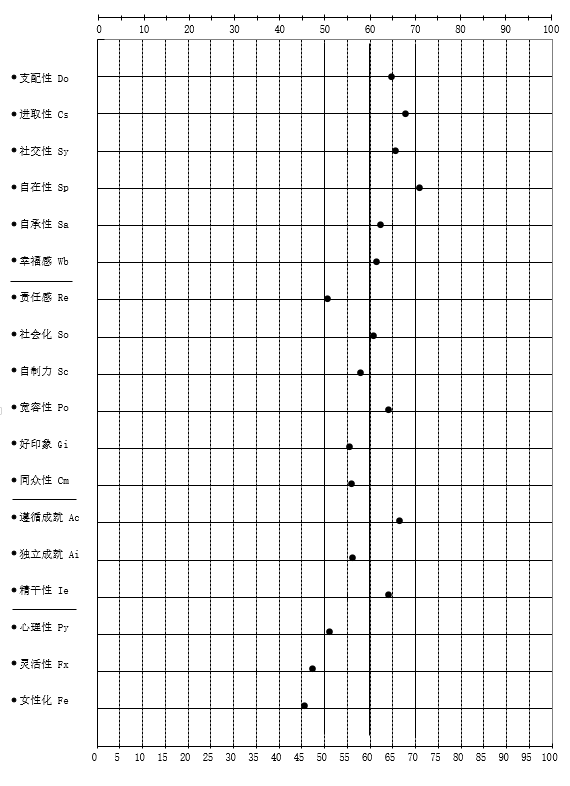 0 10 20 30 40 50 60 70 80 90 100
● 支配性 Do
● 进取性 Cs
● 社交性 Sy
● 自在性 Sp
● 自承性 Sa
● 幸福感 Wb
● 责任感 Re
● 社会化 So
● 自制力 Sc
● 宽容性 Po
● 好印象 Gi
● 同众性 Cm
● 遵循成就 Ac
● 独立成就 Ai
● 精干性 Ie
● 心理性 Py
● 灵活性 Fx
● 女性化 Fe
0 5 10 15 20 25 30 35 40 45 50 55 60 65 70 75 80 85 90 95 100